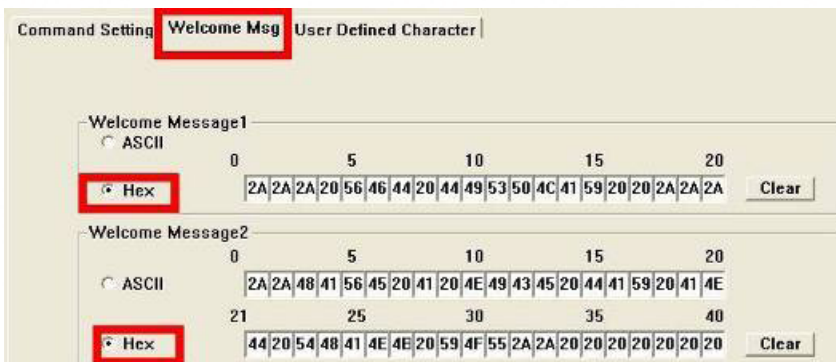 Command Setting Welcome Msg User Defined Character
Welcome Message1
ASCII
0 5 10 15 20
Hex 2A 2A 2A 20 56 46 44 20 44 49 53 50 4C 41 59 20 20 2A 2A 2A Clear
Welcome Message2
0 5 10 15 20
ASCII 2A 2A 48 41 56 45 20 41 20 4E 49 43 45 20 44 41 59 20 41 4E
21 25 30 35 40
Hex 44 20 54 48 41 4E 4B 20 59 4F 55 2A 2A 20 20 20 20 20 20 20 Clear